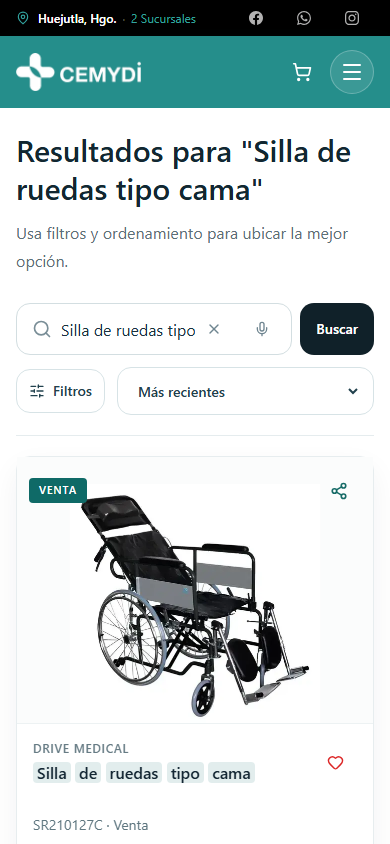 Huejutla, Hgo. · 2 Sucursales
CEMYDI
Resultados para "Silla de
ruedas tipo cama"
Usa filtros y ordenamiento para ubicar la mejor
opción.
Silla de ruedas tipo
Buscar
Filtros
Más recientes
VENTA
DRIVE MEDICAL
Silla de ruedas tipo cama
SR210127C · Venta